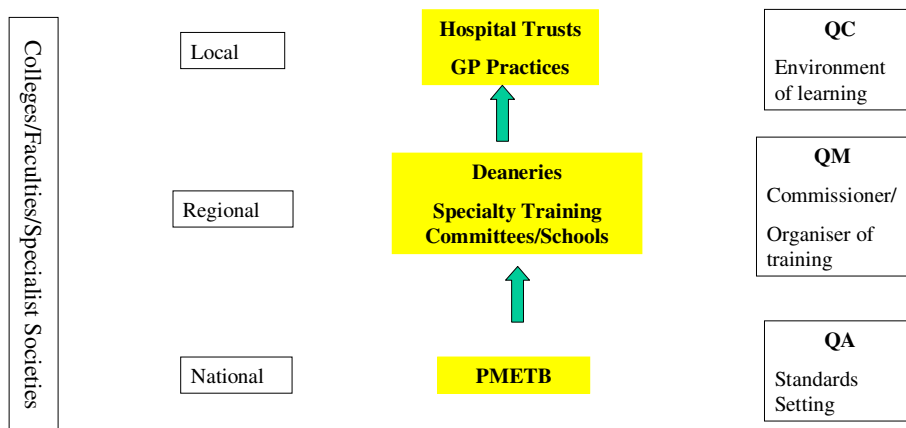 Colleges/Faculties/Specialist Societies
Local
Hospital Trusts
GP Practices
QC
Environment
of learning
Regional
Deaneries
Specialty Training
Committees/Schools
QM
Commissioner/
Organiser of
training
National
PMETB
QA
Standards
Setting